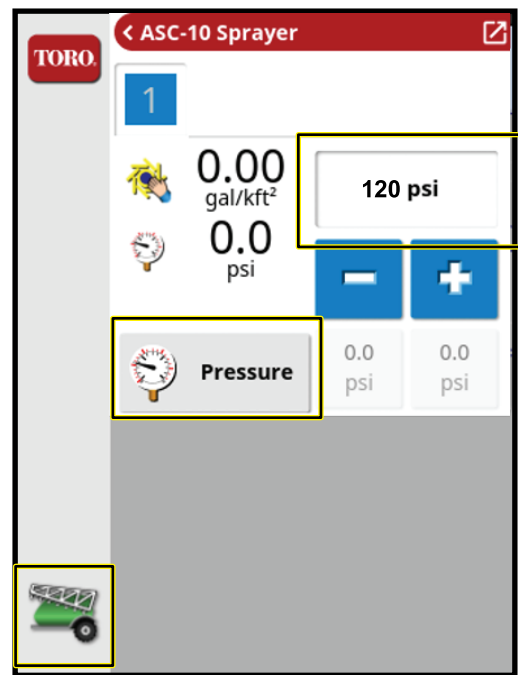 < ASC-10 Sprayer
TORO.
1
0.00
gal/kft²
120 psi
0.0
psi
Pressure
0.0
psi
0.0
psi